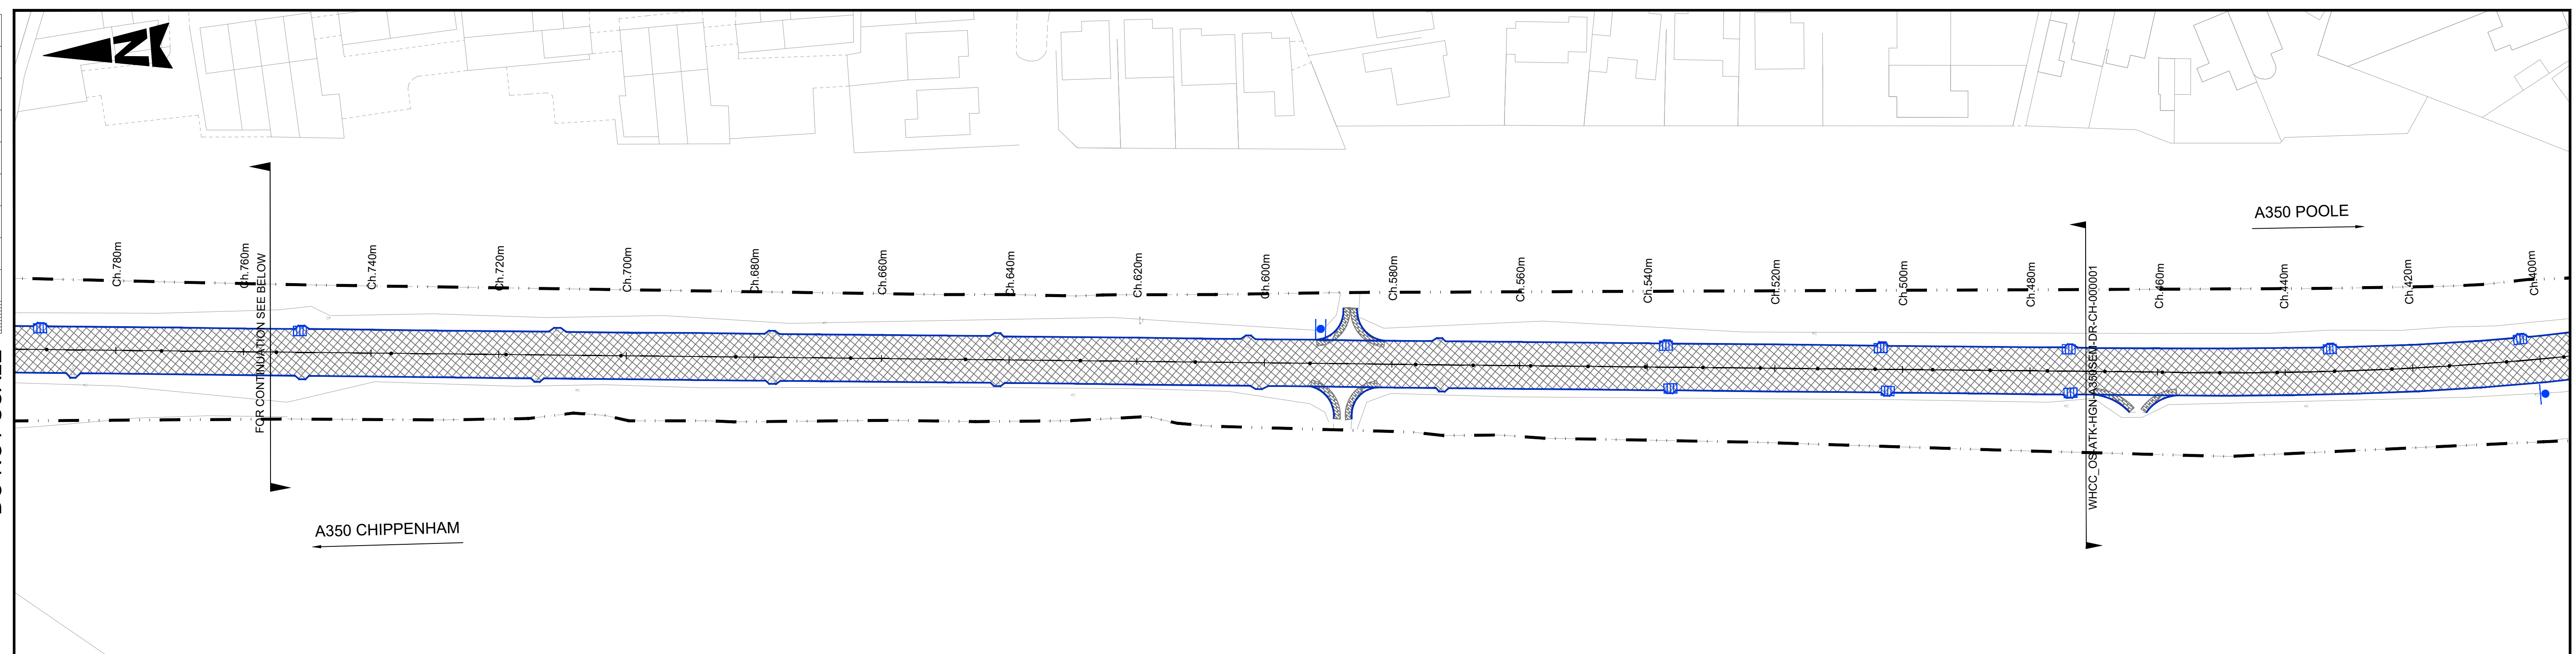 N
A350 POOLE
Ch.780m
Ch.760m
Ch.740m
Ch.720m
Ch.700m
Ch.680m
Ch.660m
Ch.640m
Ch.620m
Ch.600m
Ch.580m
Ch.560m
Ch.540m
Ch.520m
Ch.500m
Ch.480m
Ch.460m
Ch.440m
Ch.420m
Ch.400m
FOR CONTINUATION SEE BELOW
WHCC_OS-ATK-HGN-A350SEM-DR-CH-000001
A350 CHIPPENHAM